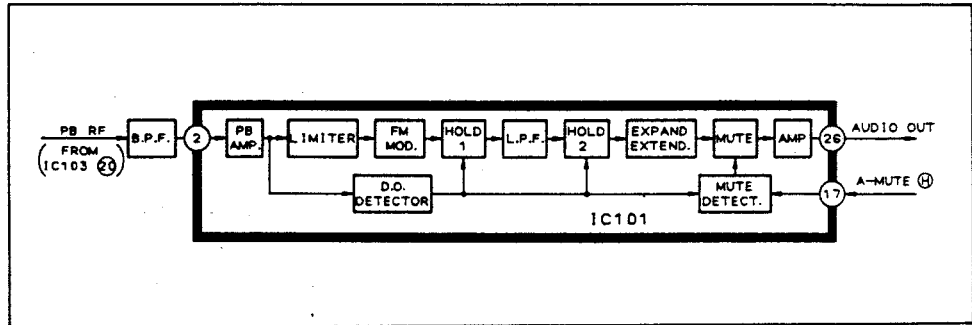 PB RF
(FROM
IC103 20)
B.P.F.
2
PB
AMP.
LIMITER
FM
MOD.
HOLD
1
L.P.F.
HOLD
2
EXPAND
EXTEND.
MUTE
AMP
26
AUDIO OUT
D.O.
DETECTOR
MUTE
DETECT.
17
A-MUTE H
IC101